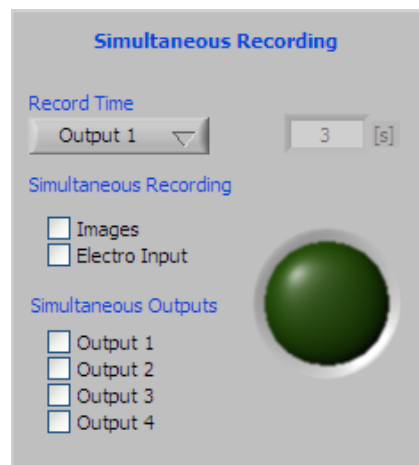 Simultaneous Recording
Record Time
Output 1
3 [s]
Simultaneous Recording
Images
Electro Input
Simultaneous Outputs
Output 1
Output 2
Output 3
Output 4